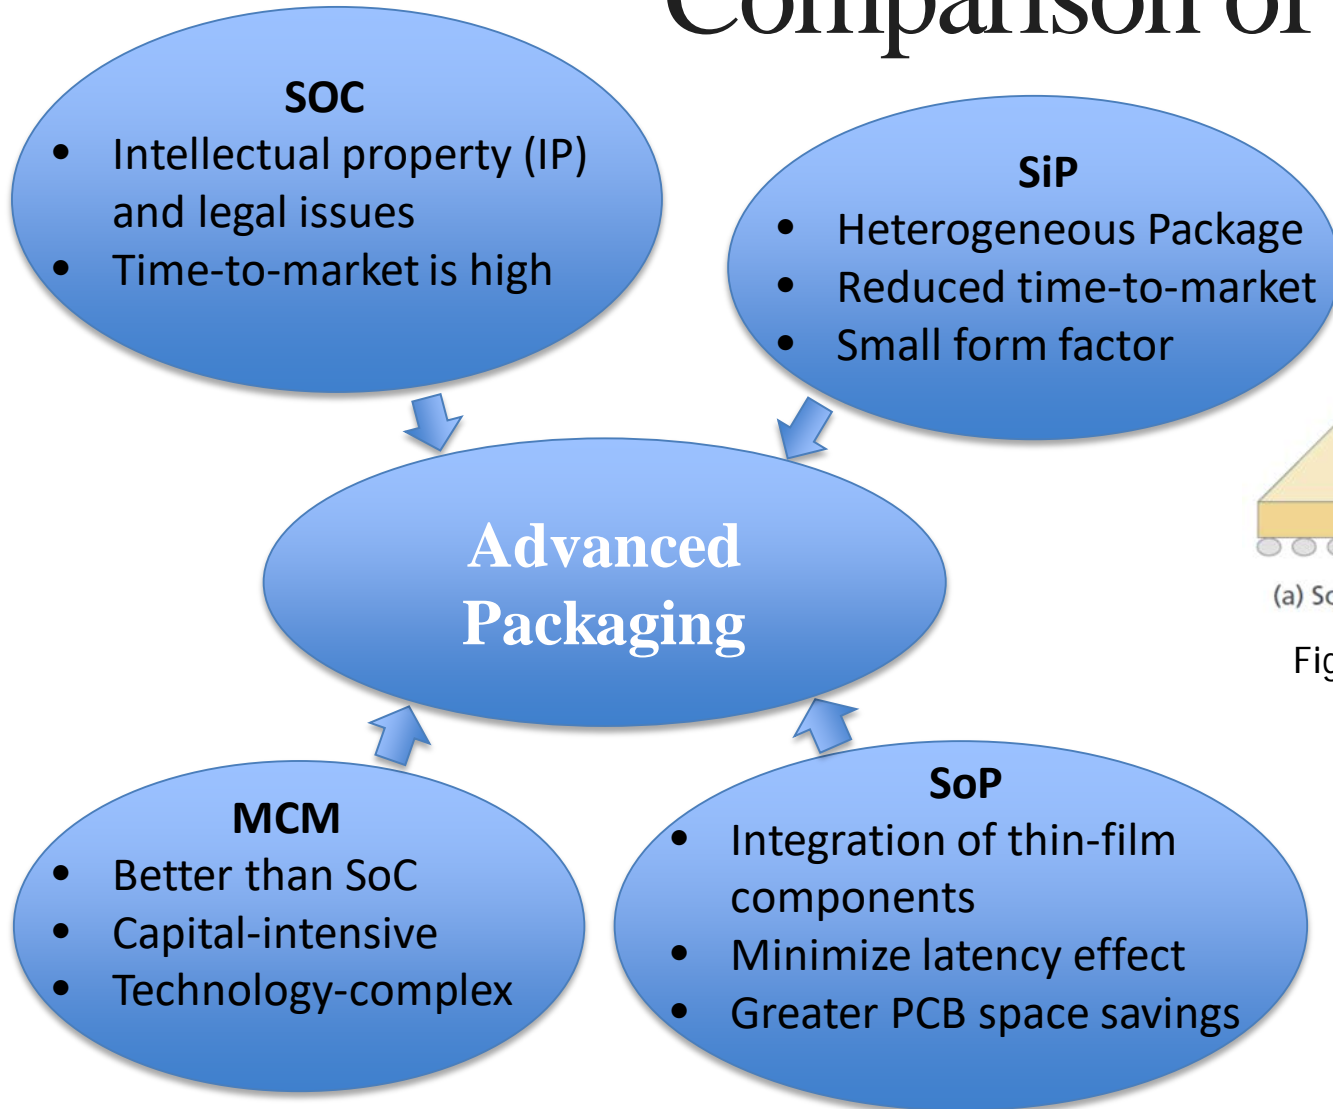 Comparison of
SOC
• Intellectual property (IP)
and legal issues
• Time-to-market is high
SiP
• Heterogeneous Package
• Reduced time-to-market
• Small form factor
Advanced
Packaging
(a)
MCM
• Better than SoC
• Capital-intensive
• Technology-complex
SoP
• Integration of thin-film
components
• Minimize latency effect
• Greater PCB space savings